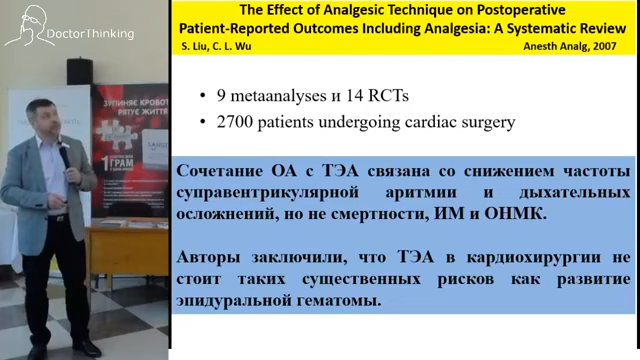 DoctorThinking
The Effect of Analgesic Technique on Postoperative
Patient-Reported Outcomes Including Analgesia: A Systematic Review
S. Liu, C. L. Wu Anesth Analg, 2007
• 9 metaanalyses и 14 RCTs
• 2700 patients undergoing cardiac surgery
Сочетание ОА с ТЭА связана со снижением частоты
суправентрикулярной аритмии и дыхательных
осложнений, но не смертности, ИМ и ОНМК.
Авторы заключили, что ТЭА в кардиохирургии не
стоит таких существенных рисков как развитие
эпидуральной гематомы.
ЗУПИНЯЄ КРОВОТ
РЯТУЄ ЖИТТЯ
1 ГРАМ